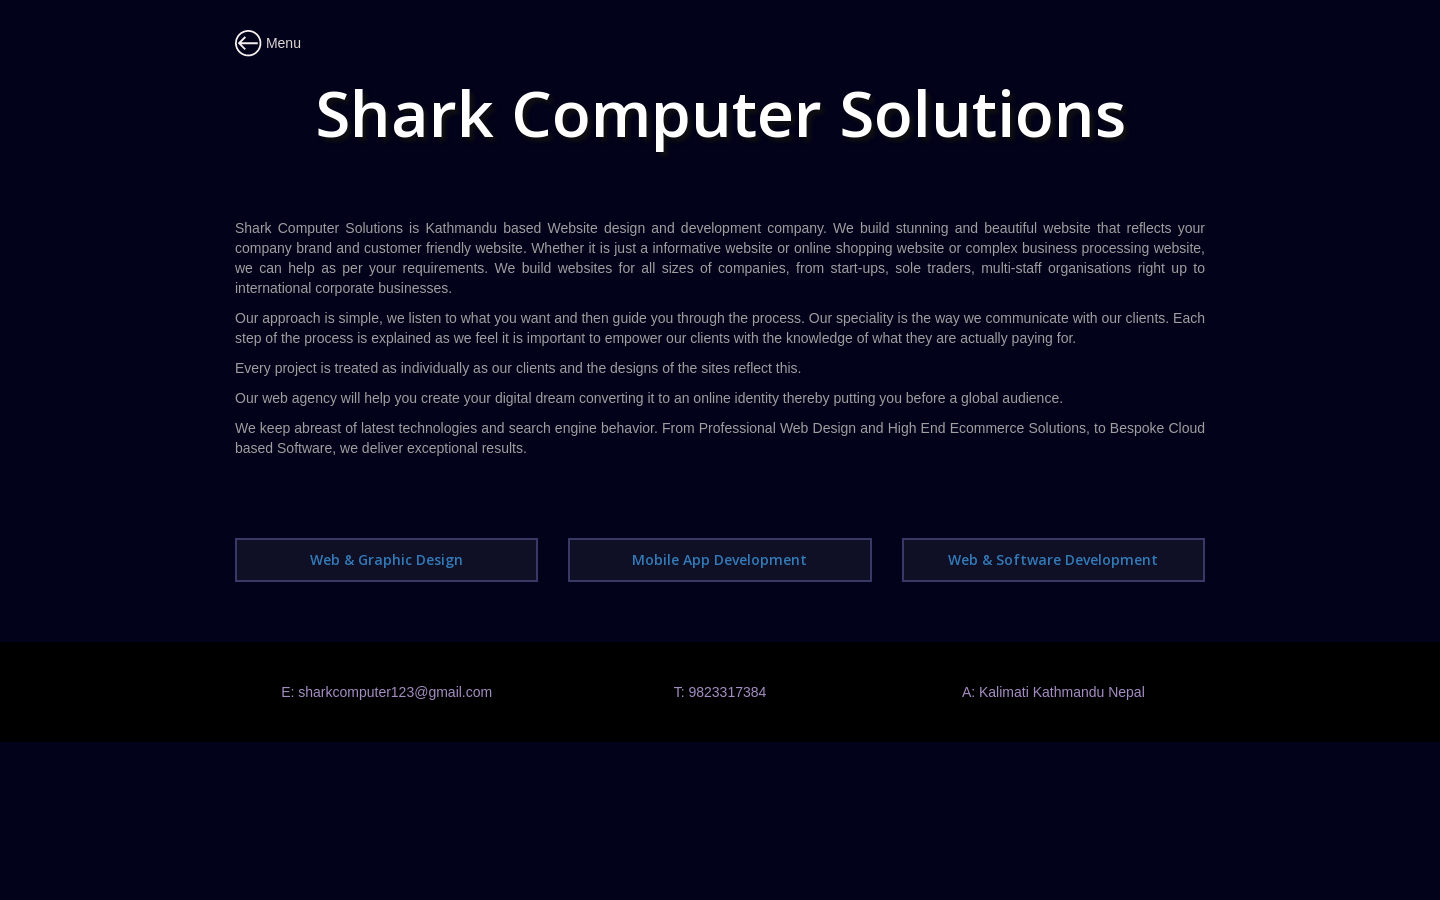 Menu
Shark Computer Solutions
Shark Computer Solutions is Kathmandu based Website design and development company. We build stunning and beautiful website that reflects your
company brand and customer friendly website. Whether it is just a informative website or online shopping website or complex business processing website,
we can help as per your requirements. We build websites for all sizes of companies, from start-ups, sole traders, multi-staff organisations right up to
international corporate businesses.
Our approach is simple, we listen to what you want and then guide you through the process. Our speciality is the way we communicate with our clients. Each
step of the process is explained as we feel it is important to empower our clients with the knowledge of what they are actually paying for.
Every project is treated as individually as our clients and the designs of the sites reflect this.
Our web agency will help you create your digital dream converting it to an online identity thereby putting you before a global audience.
We keep abreast of latest technologies and search engine behavior. From Professional Web Design and High End Ecommerce Solutions, to Bespoke Cloud
based Software, we deliver exceptional results.
Web & Graphic Design
Mobile App Development
Web & Software Development
E: sharkcomputer123@gmail.com
T: 9823317384
A: Kalimati Kathmandu Nepal